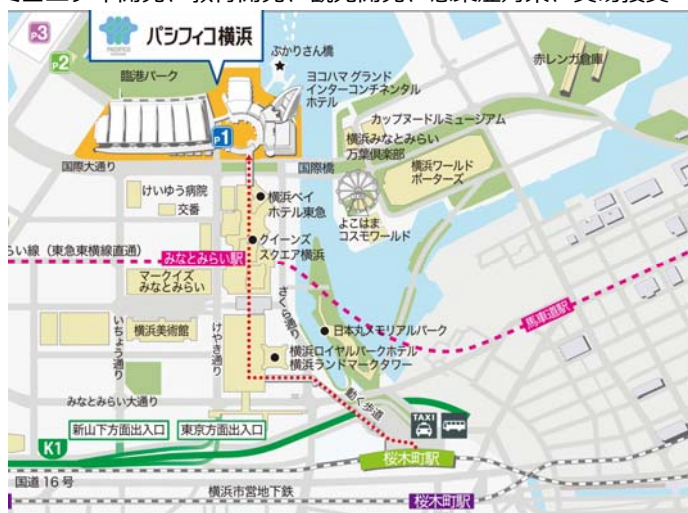 P3
P2
パシフィコ横浜
PACIFICO
臨港パーク
ぷかりさん橋
赤レンガ倉庫
ヨコハマ グランド
インターコンチネンタル
ホテル
カップヌードルミュージアム
P1
横浜みなとみらい
万葉倶楽部
横浜ワールド
ポーターズ
国際大通り
国際橋
けいゆう病院
交番
横浜ベイ
ホテル東急
よこはま
コスモワールド
らい線（東急東横線直通）
みなとみらい駅
クイーンズ
スクエア横浜
マークイズ
みなとみらい
さくら通り
馬車道駅
いちょう通り
横浜美術館
けやき通り
日本丸メモリアルパーク
横浜ロイヤルパークホテル
横浜ランドマークタワー
みなとみらい大通り
動く歩道
新山下方面出入口
東京方面出入口
TAXI
K1
桜木町駅
国道16号
横浜市営地下鉄
桜木町駅